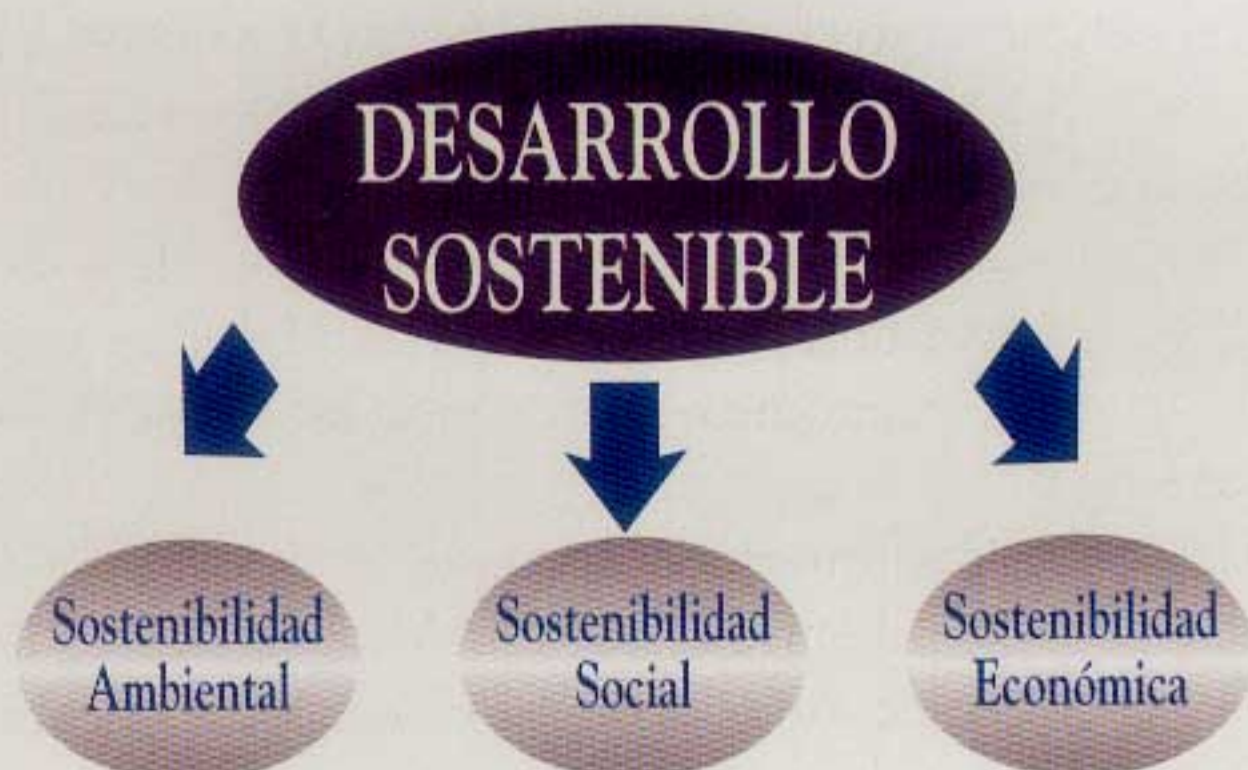 DESARROLLO
SOSTENIBLE
Sostenibilidad
Ambiental
Sostenibilidad
Social
Sostenibilidad
Económica